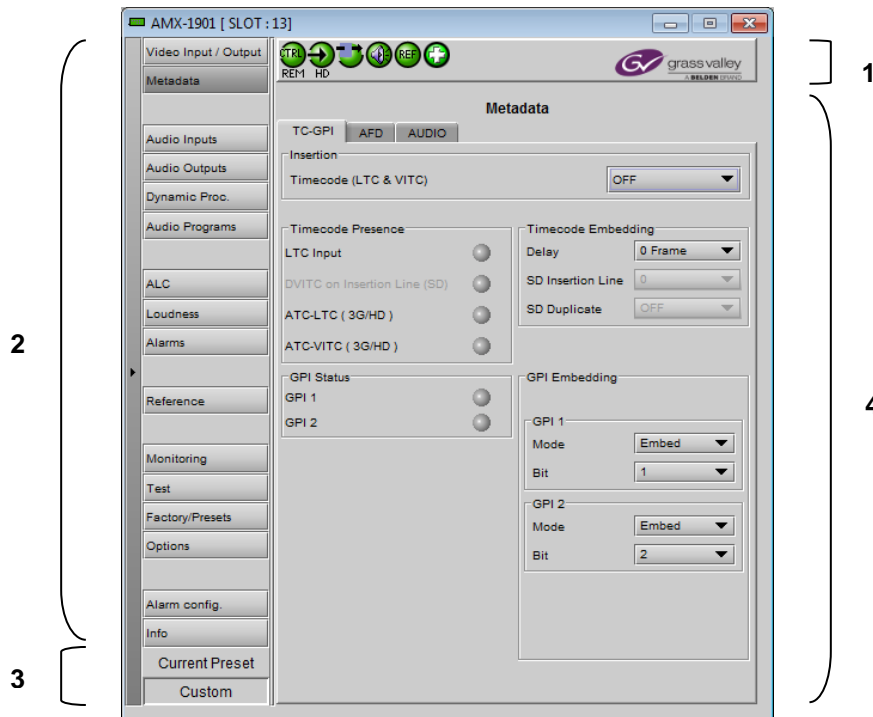 AMX-1901 [ SLOT : 13]
1
2
3
4
Video Input / Output
Metadata
Audio Inputs
Audio Outputs
Dynamic Proc.
Audio Programs
ALC
Loudness
Alarms
Reference
Monitoring
Test
Factory/Presets
Options
Alarm config.
Info
Current Preset
Custom
CTRL REF
REM HD
grass valley
A BELDEN BRAND
Metadata
TC-GPI AFD AUDIO
Insertion
Timecode (LTC & VITC) OFF
Timecode Presence
LTC Input
DVITC on Insertion Line (SD)
ATC-LTC ( 3G/HD )
ATC-VITC ( 3G/HD )
Timecode Embedding
Delay 0 Frame
SD Insertion Line 0
SD Duplicate OFF
GPI Status
GPI 1
GPI 2
GPI Embedding
GPI 1
Mode Embed
Bit 1
GPI 2
Mode Embed
Bit 2